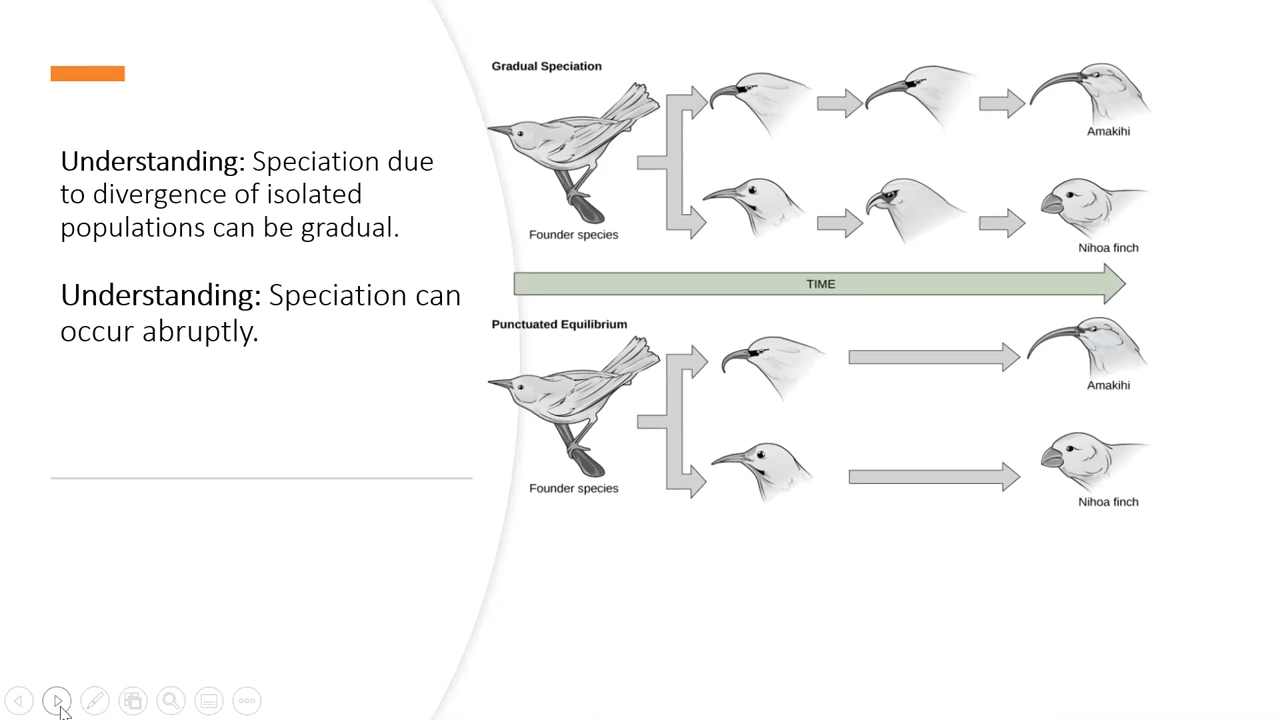 Understanding: Speciation due
to divergence of isolated
populations can be gradual.
Understanding: Speciation can
occur abruptly.
Gradual Speciation
Founder species
Amakihi
Nihoa finch
TIME
Punctuated Equilibrium
Founder species
Amakihi
Nihoa finch